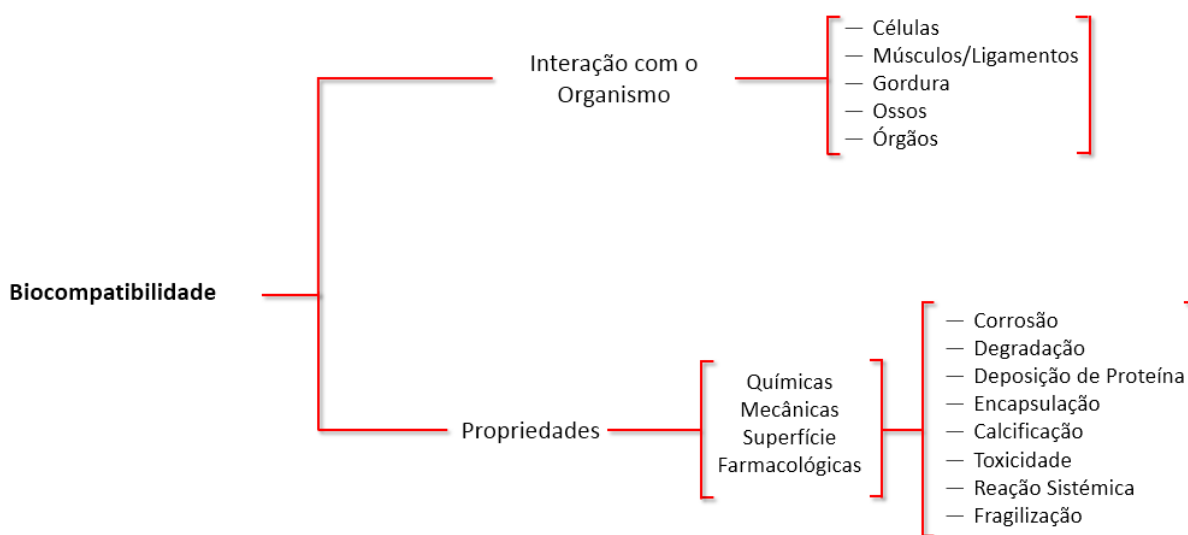 Biocompatibilidade
Interação com o
Organismo
— Células
— Músculos/Ligamentos
— Gordura
— Ossos
— Órgãos
Propriedades
Químicas
Mecânicas
Superfície
Farmacológicas
— Corrosão
— Degradação
— Deposição de Proteína
— Encapsulação
— Calcificação
— Toxicidade
— Reação Sistémica
— Fragilização